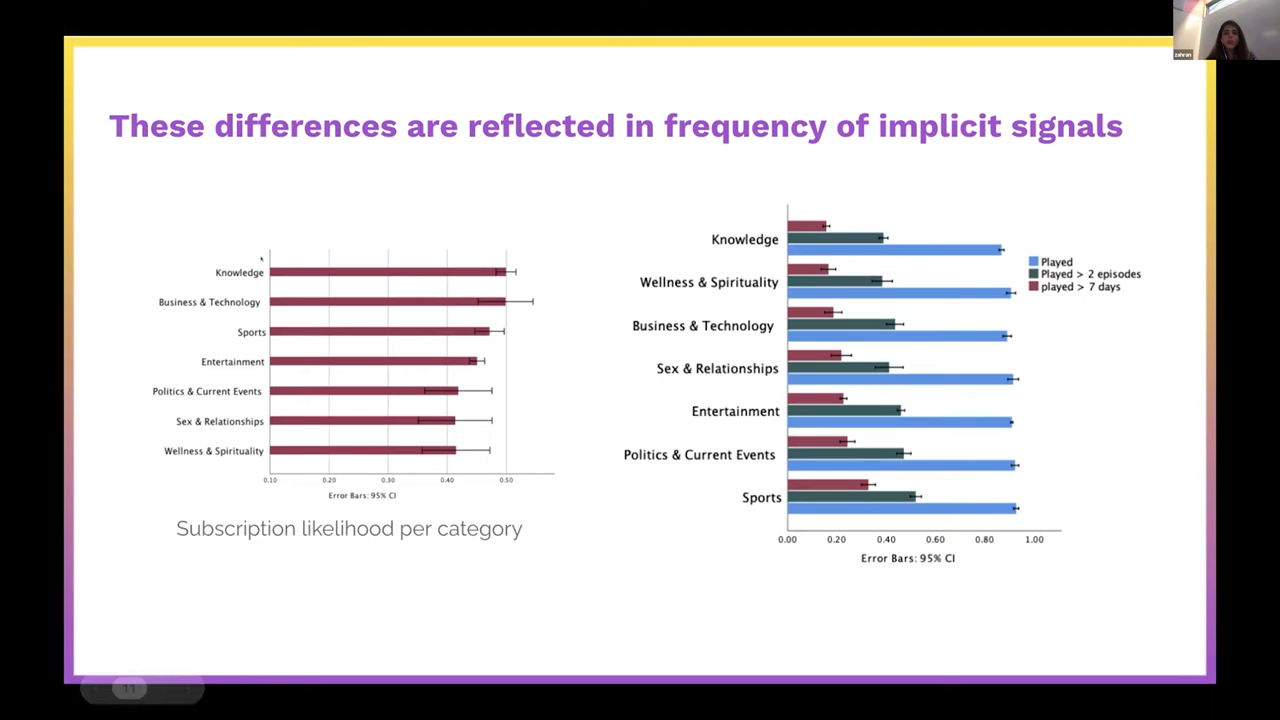 zahran
These differences are reflected in frequency of implicit signals
Knowledge
Business & Technology
Sports
Entertainment
Politics & Current Events
Sex & Relationships
Wellness & Spirituality
0.10 0.20 0.30 0.40 0.50
Error Bars: 95% CI
Subscription likelihood per category
Knowledge
Wellness & Spirituality
Business & Technology
Sex & Relationships
Entertainment
Politics & Current Events
Sports
0.00 0.20 0.40 0.60 0.80 1.00
Error Bars: 95% CI
Played
Played > 2 episodes
played > 7 days
11